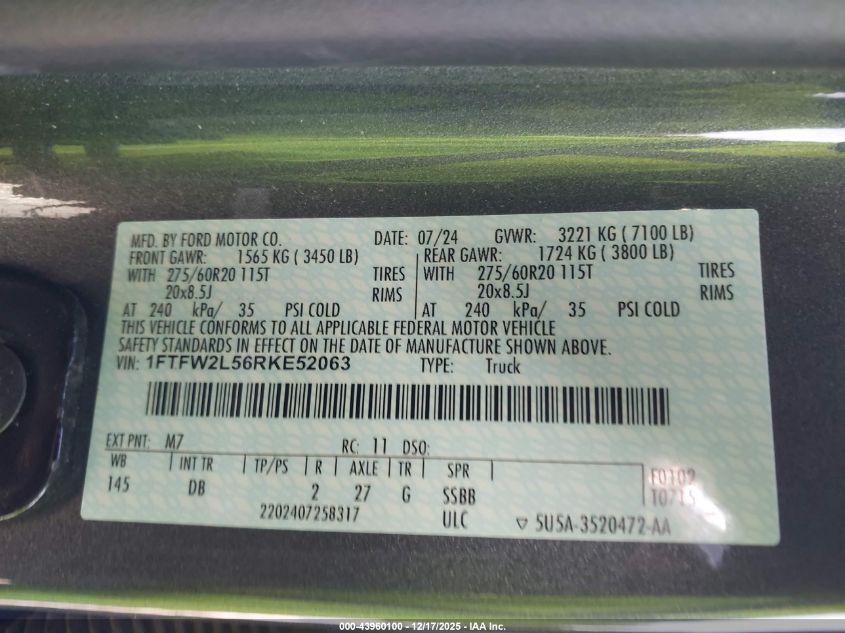 MFD. BY FORD MOTOR CO. DATE: 07/24 GVWR: 3221 KG ( 7100 LB)
FRONT GAWR: 1565 KG ( 3450 LB) REAR GAWR: 1724 KG ( 3800 LB)
WITH 275/60R20 115T TIRES WITH 275/60R20 115T TIRES
20x8.5J RIMS 20x8.5J RIMS
AT 240 kPa/ 35 PSI COLD AT 240 kPa/ 35 PSI COLD
THIS VEHICLE CONFORMS TO ALL APPLICABLE FEDERAL MOTOR VEHICLE
SAFETY STANDARDS IN EFFECT ON THE DATE OF MANUFACTURE SHOWN ABOVE.
VIN: 1FTFW2L56RKE52063 TYPE: Truck
EXT PNT: M7 RC: 11 DSO:
WB INT TR TP/PS R AXLE TR SPR F0102
145 DB 2 27 G SSBB T0715
2202407258317 ULC 5U5A-3520472-AA
000-43960100 - 12/17/2025 - IAA Inc.